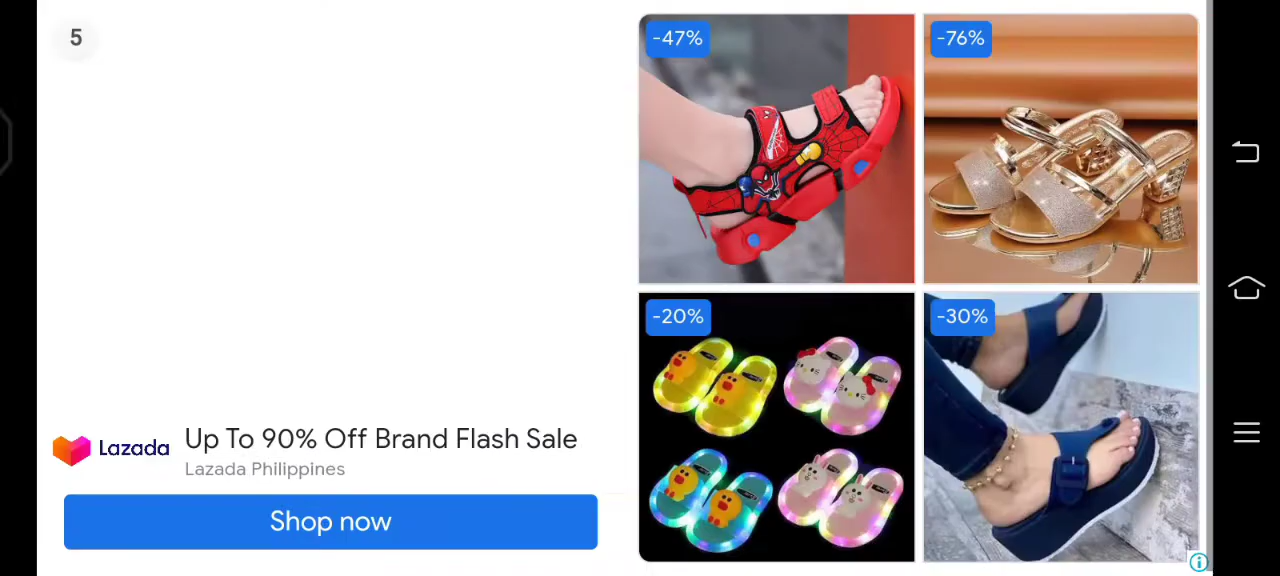 5
-47%
-76%
-20%
-30%
Lazada
Up To 90% Off Brand Flash Sale
Lazada Philippines
Shop now